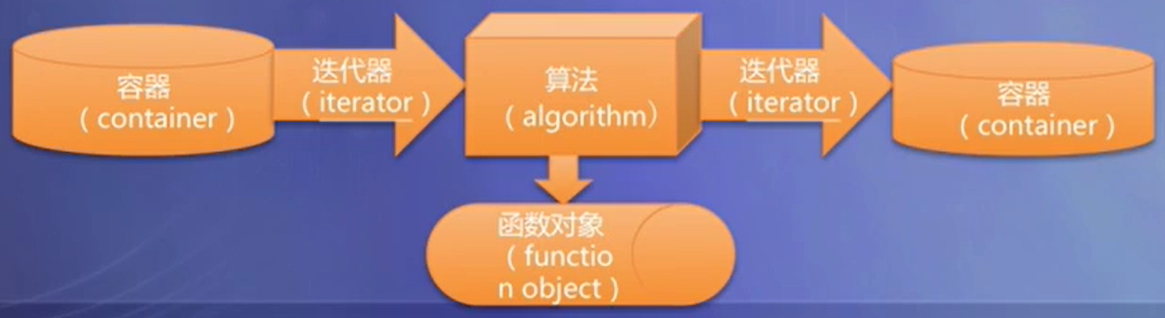 容器
（container）
迭代器
（iterator）
算法
（algorithm）
迭代器
（iterator）
容器
（container）
函数对象
（functio
n object）